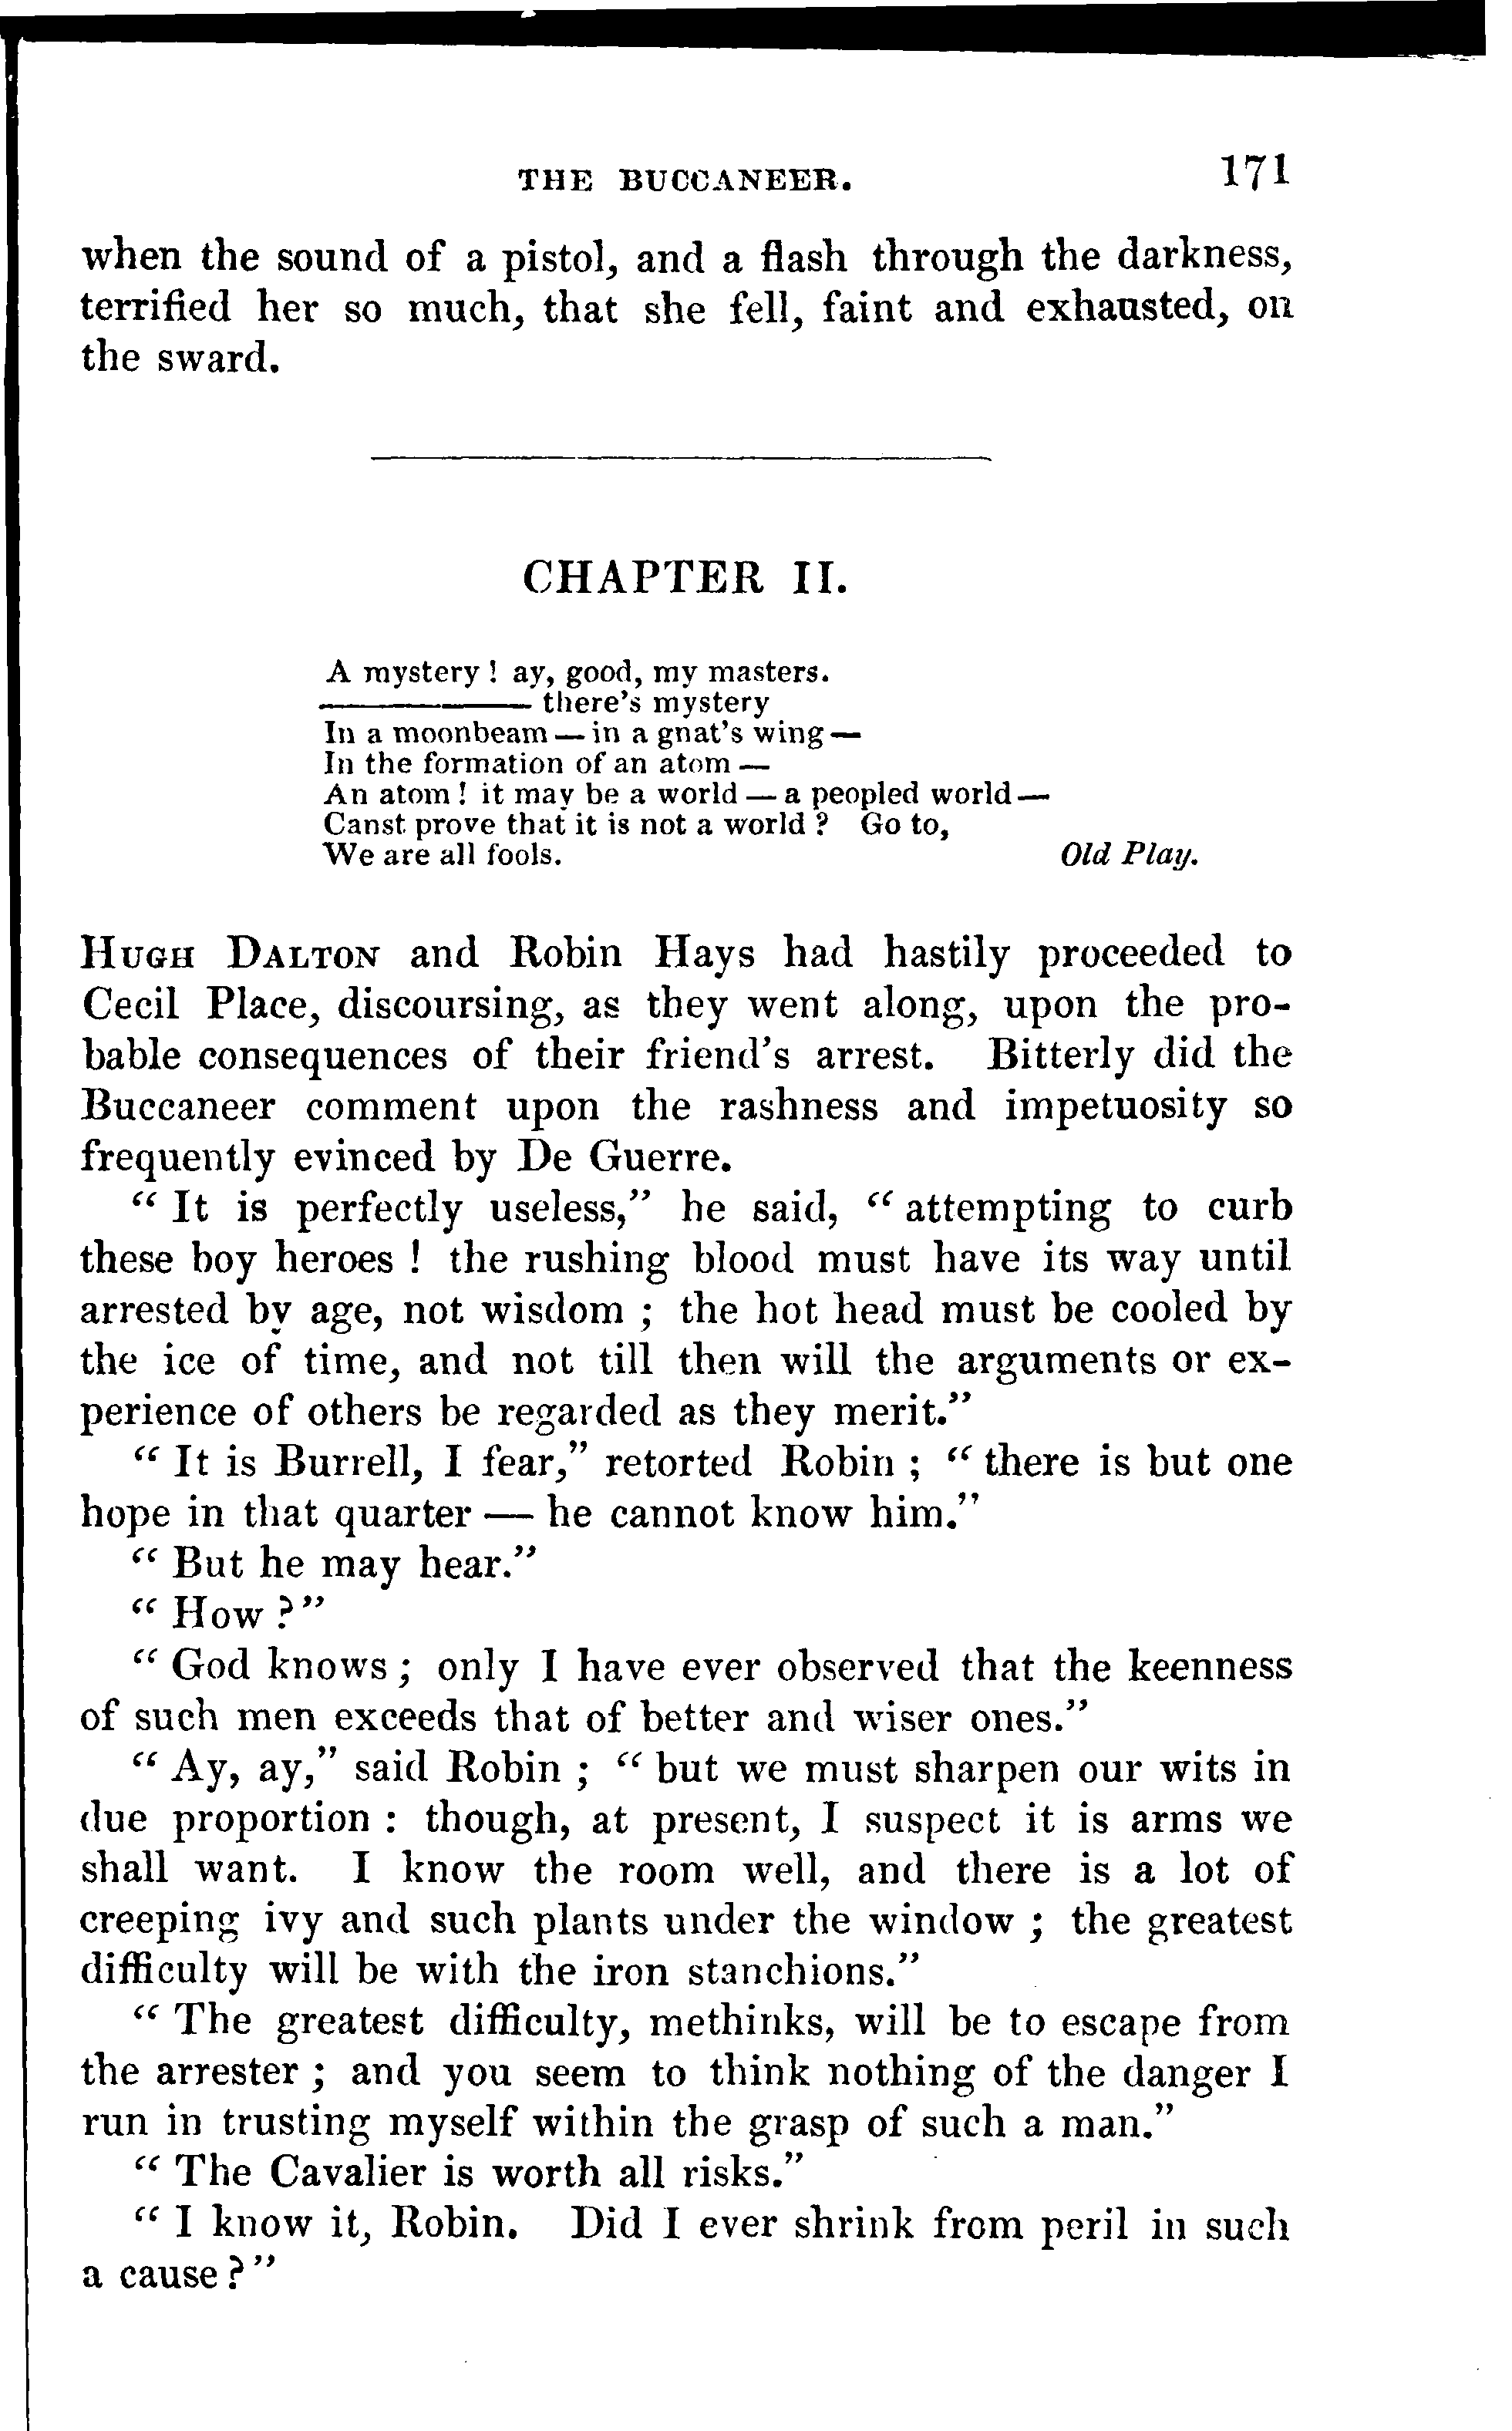 THE BUCCANEER. 171
when the sound of a pistol, and a flash through the darkness,
terrified her so much, that she fell, faint and exhausted, on
the sward.
CHAPTER II.
A mystery! ay, good, my masters.
———— there's mystery
In a moonbeam — in a gnat's wing —
In the formation of an atom —
An atom! it may be a world — a peopled world —
Canst prove that it is not a world? Go to,
We are all fools. Old Play.
HUGH DALTON and Robin Hays had hastily proceeded to
Cecil Place, discoursing, as they went along, upon the pro-
bable consequences of their friend's arrest. Bitterly did the
Buccaneer comment upon the rashness and impetuosity so
frequently evinced by De Guerre.
“It is perfectly useless,” he said, “attempting to curb
these boy heroes! the rushing blood must have its way until
arrested by age, not wisdom; the hot head must be cooled by
the ice of time, and not till then will the arguments or ex-
perience of others be regarded as they merit.”
“It is Burrell, I fear,” retorted Robin; “there is but one
hope in that quarter — he cannot know him.”
“But he may hear.”
“How?”
“God knows; only I have ever observed that the keenness
of such men exceeds that of better and wiser ones.”
“Ay, ay,” said Robin; “but we must sharpen our wits in
due proportion: though, at present, I suspect it is arms we
shall want. I know the room well, and there is a lot of
creeping ivy and such plants under the window; the greatest
difficulty will be with the iron stanchions.”
“The greatest difficulty, methinks, will be to escape from
the arrester; and you seem to think nothing of the danger I
run in trusting myself within the grasp of such a man.”
“The Cavalier is worth all risks.”
“I know it, Robin. Did I ever shrink from peril in such
a cause?”